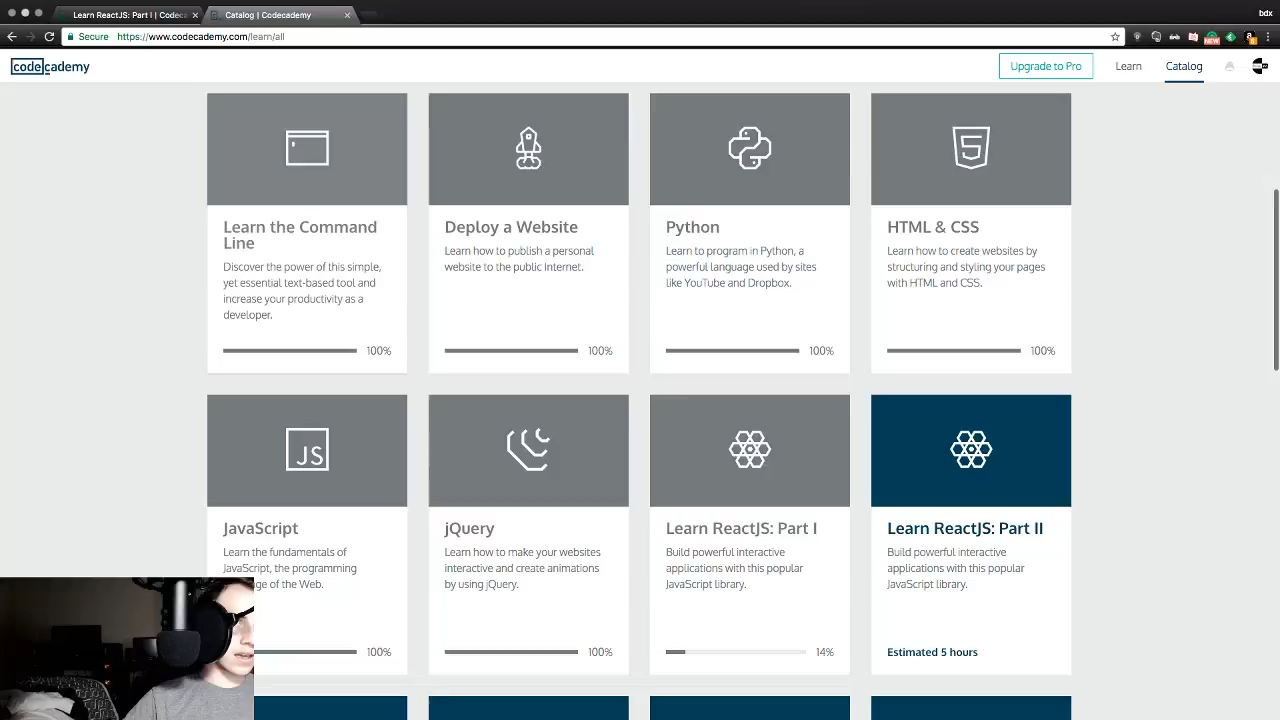 Learn ReactJS: Part I | Codeca
Catalog | Codecademy
bdx
Secure
https://www.codecademy.com/learn/all
NEW
codecademy
Upgrade to Pro
Learn
Catalog
Learn the Command
Line
Discover the power of this simple,
yet essential text-based tool and
increase your productivity as a
developer.
100%
Deploy a Website
Learn how to publish a personal
website to the public Internet.
100%
Python
Learn to program in Python, a
powerful language used by sites
like YouTube and Dropbox.
100%
5
HTML & CSS
Learn how to create websites by
structuring and styling your pages
with HTML and CSS.
100%
JS
JavaScript
Learn the fundamentals of
JavaScript, the programming
ge of the Web.
100%
jQuery
Learn how to make your websites
interactive and create animations
by using jQuery.
100%
Learn ReactJS: Part I
Build powerful interactive
applications with this popular
JavaScript library.
14%
Learn ReactJS: Part II
Build powerful interactive
applications with this popular
JavaScript library.
Estimated 5 hours